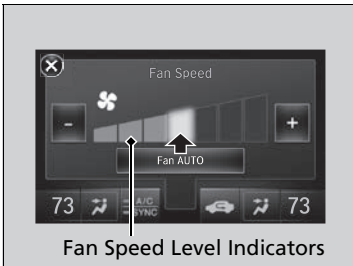 Fan Speed
- +
Fan AUTO
73 A/C 73
SYNC
Fan Speed Level Indicators